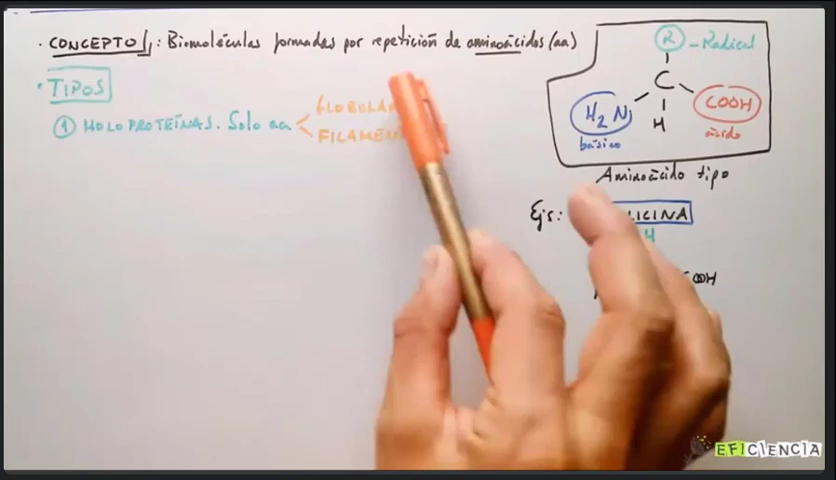 · CONCEPTO: Biomoléculas formadas por repetición de aminoácidos (aa)
· TIPOS
① HOLOPROTEÍNAS. Solo aa
R - Radical
C
H₂N
COOH
H
básico
ácido
Aminoácido tipo
Ejs:
EFICIENCIA